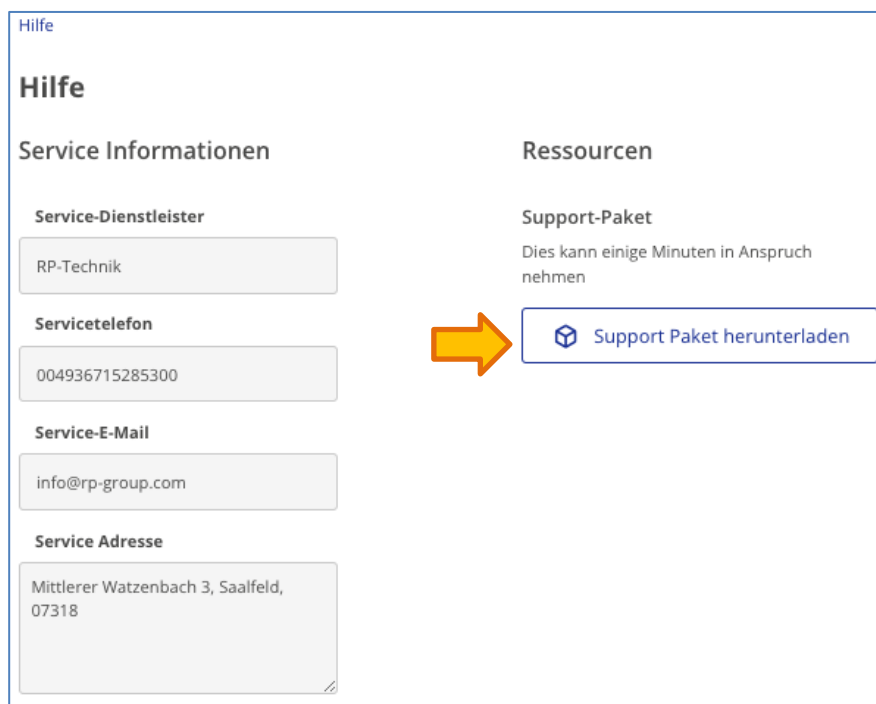 Hilfe
Hilfe
Service Informationen
Service-Dienstleister
RP-Technik
Servicetelefon
004936715285300
Service-E-Mail
info@rp-group.com
Service Adresse
Mittlerer Watzenbach 3, Saalfeld,
07318
Ressourcen
Support-Paket
Dies kann einige Minuten in Anspruch
nehmen
Support Paket herunterladen